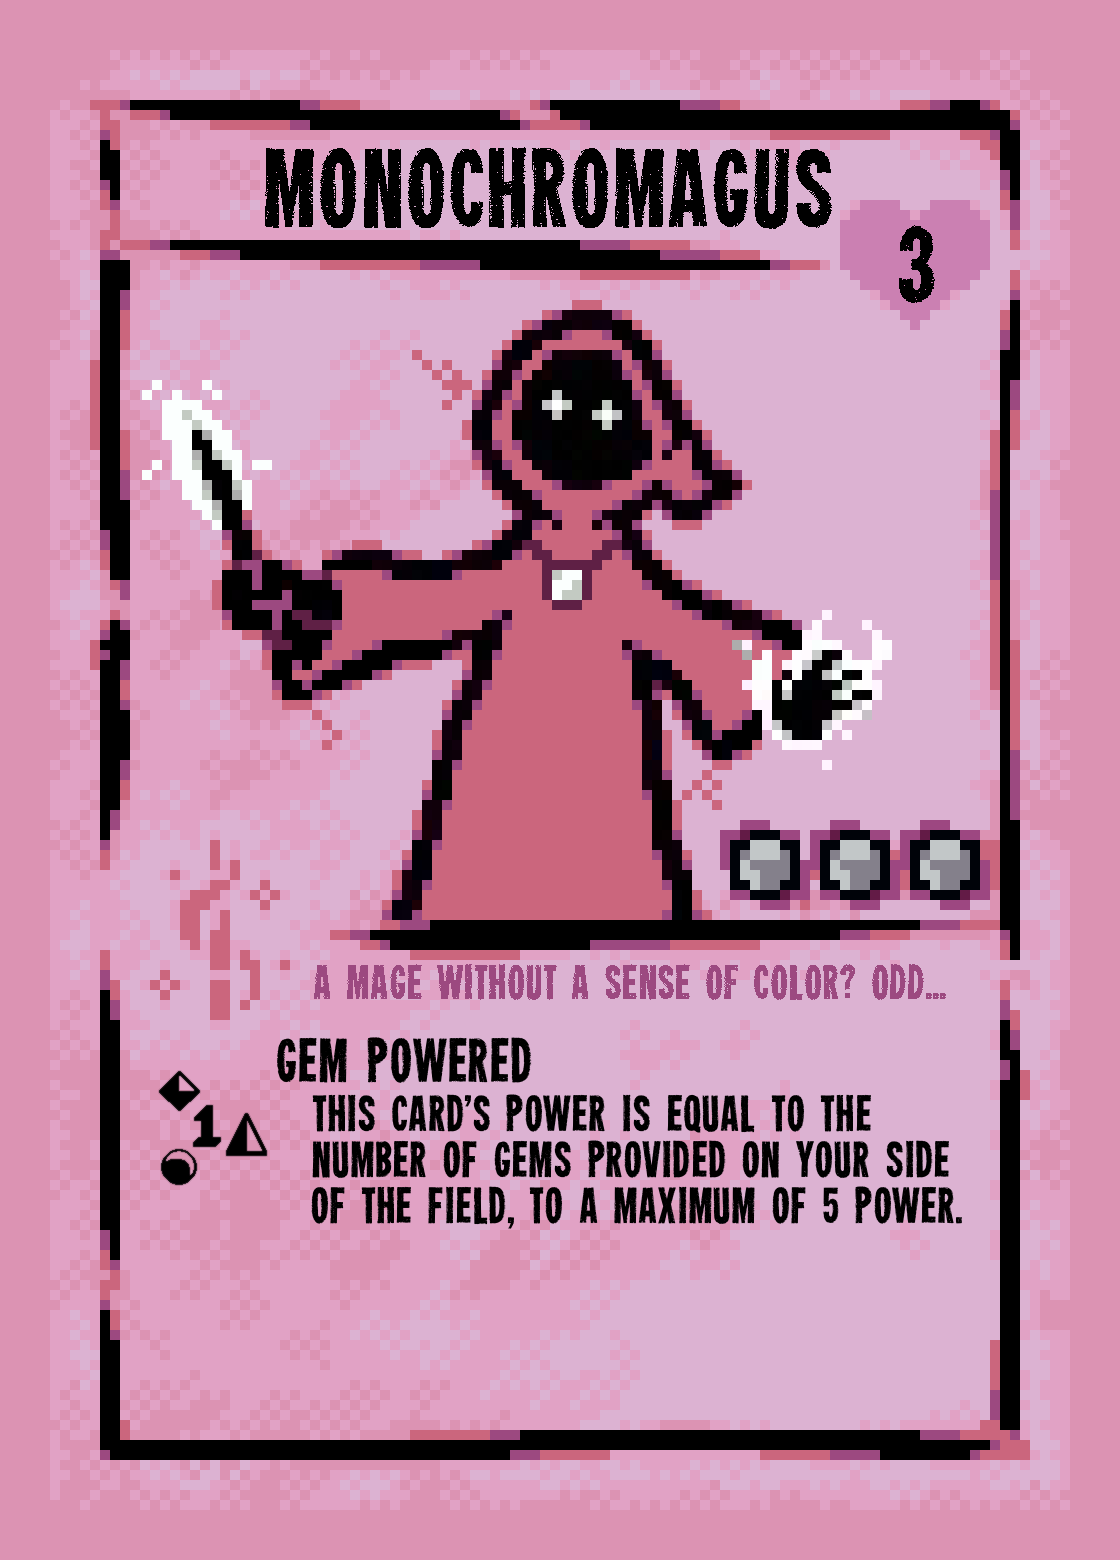 MONOCHROMAGUS
3
A MAGE WITHOUT A SENSE OF COLOR? ODD...
GEM POWERED
1
THIS CARD'S POWER IS EQUAL TO THE
NUMBER OF GEMS PROVIDED ON YOUR SIDE
OF THE FIELD, TO A MAXIMUM OF 5 POWER.